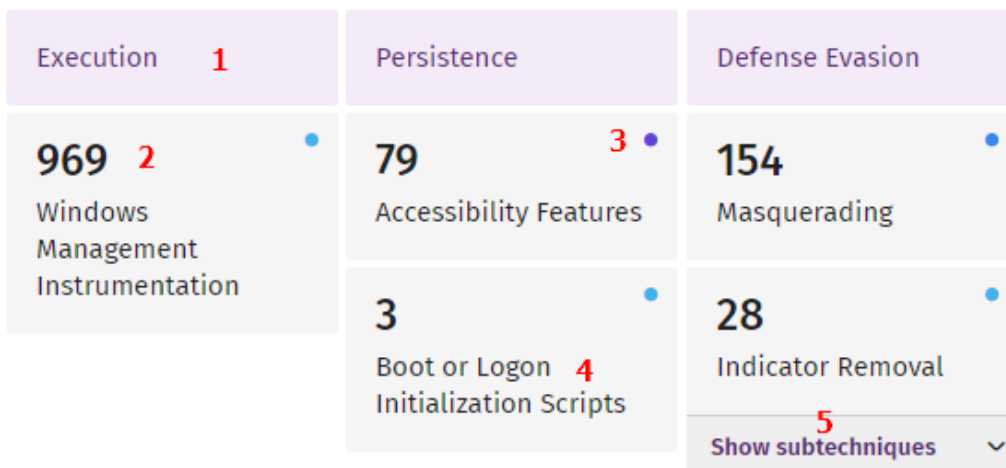 Execution 1
Persistence
Defense Evasion
969 2
Windows
Management
Instrumentation
79 3
Accessibility Features
154
Masquerading
3
Boot or Logon 4
Initialization Scripts
28
Indicator Removal
5
Show subtechniques